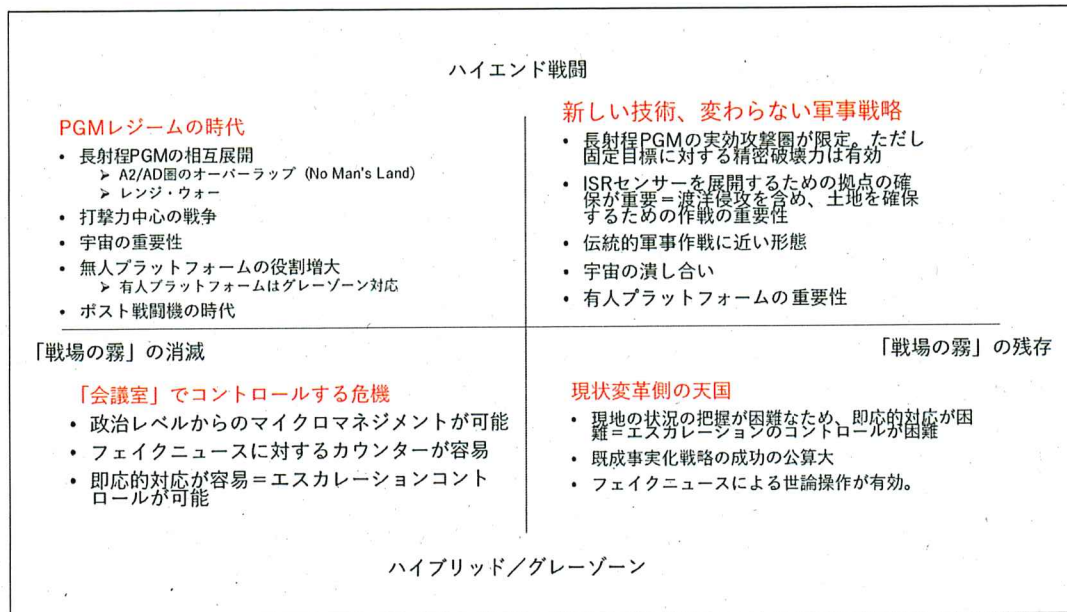 ハイエンド戦闘
PGMレジームの時代
• 長射程PGMの相互展開
➢ A2/AD圏のオーバーラップ（No Man's Land）
➢ レンジ・ウォー
• 打撃力中心の戦争
• 宇宙の重要性
• 無人プラットフォームの役割増大
➢ 有人プラットフォームはグレーゾーン対応
• ポスト戦闘機の時代
新しい技術、変わらない軍事戦略
• 長射程PGMの実効攻撃圏が限定。ただし
固定目標に対する精密破壊力は有効
• ISRセンサーを展開するための拠点の確
保が重要＝渡洋侵攻を含め、土地を確保
するための作戦の重要性
• 伝統的軍事作戦に近い形態
• 宇宙の潰し合い
• 有人プラットフォームの重要性
「戦場の霧」の消滅
「戦場の霧」の残存
「会議室」でコントロールする危機
• 政治レベルからのマイクロマネジメントが可能
• フェイクニュースに対するカウンターが容易
• 即応的対応が容易＝エスカレーションコント
ロールが可能
現状変革側の天国
• 現地の状況の把握が困難なため、即応的対応が困
難＝エスカレーションのコントロールが困難
• 既成事実化戦略の成功の公算大
• フェイクニュースによる世論操作が有効。
ハイブリッド／グレーゾーン